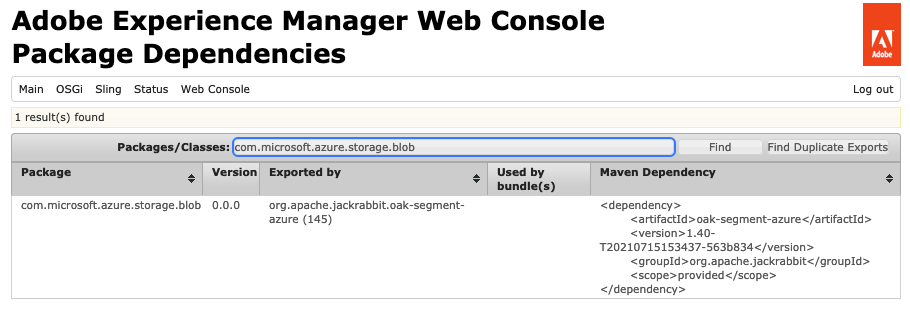 Adobe Experience Manager Web Console
Package Dependencies
Adobe
Main OSGi Sling Status Web Console Log out
1 result(s) found
Packages/Classes: com.microsoft.azure.storage.blob Find Find Duplicate Exports
Package Version Exported by Used by Maven Dependency
bundle(s)
com.microsoft.azure.storage.blob 0.0.0 org.apache.jackrabbit.oak-segment- <dependency>
azure (145) <artifactId>oak-segment-azure</artifactId>
<version>1.40-
T20210715153437-563b834</version>
<groupId>org.apache.jackrabbit</groupId>
<scope>provided</scope>
</dependency>